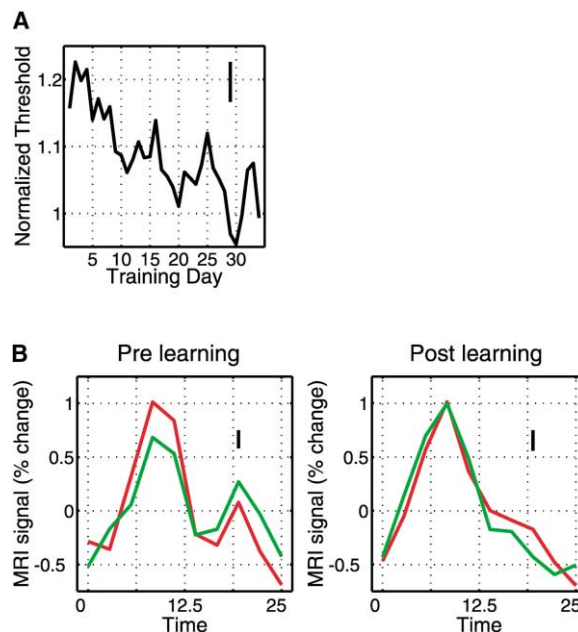 A
Normalized Threshold
1.2
1.1
1
5 10 15 20 25 30
Training Day
B
Pre learning
MRI signal (% change)
1
0.5
0
-0.5
0 12.5 25
Time
Post learning
MRI signal (% change)
1
0.5
0
-0.5
0 12.5 25
Time